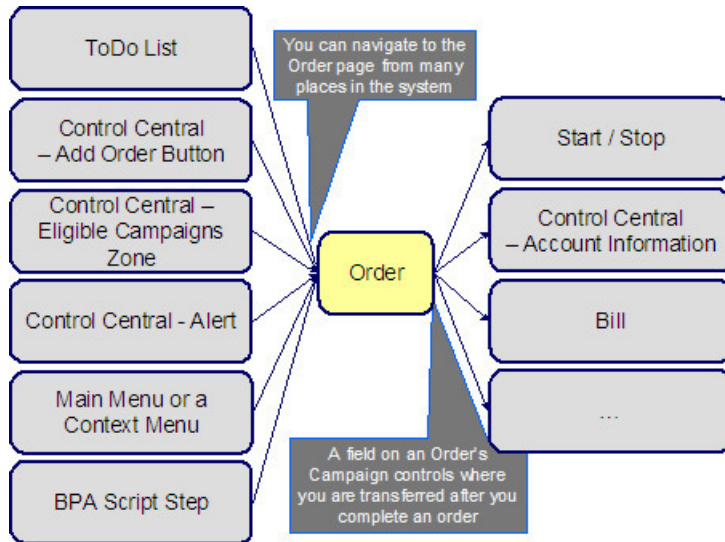 ToDo List
Control Central
– Add Order Button
Control Central –
Eligible Campaigns
Zone
Control Central - Alert
Main Menu or a
Context Menu
BPA Script Step
You can navigate to the
Order page from many
places in the system
Order
A field on an Order's
Campaign controls where
you are transferred after you
complete an order
Start / Stop
Control Central
– Account Information
Bill
...